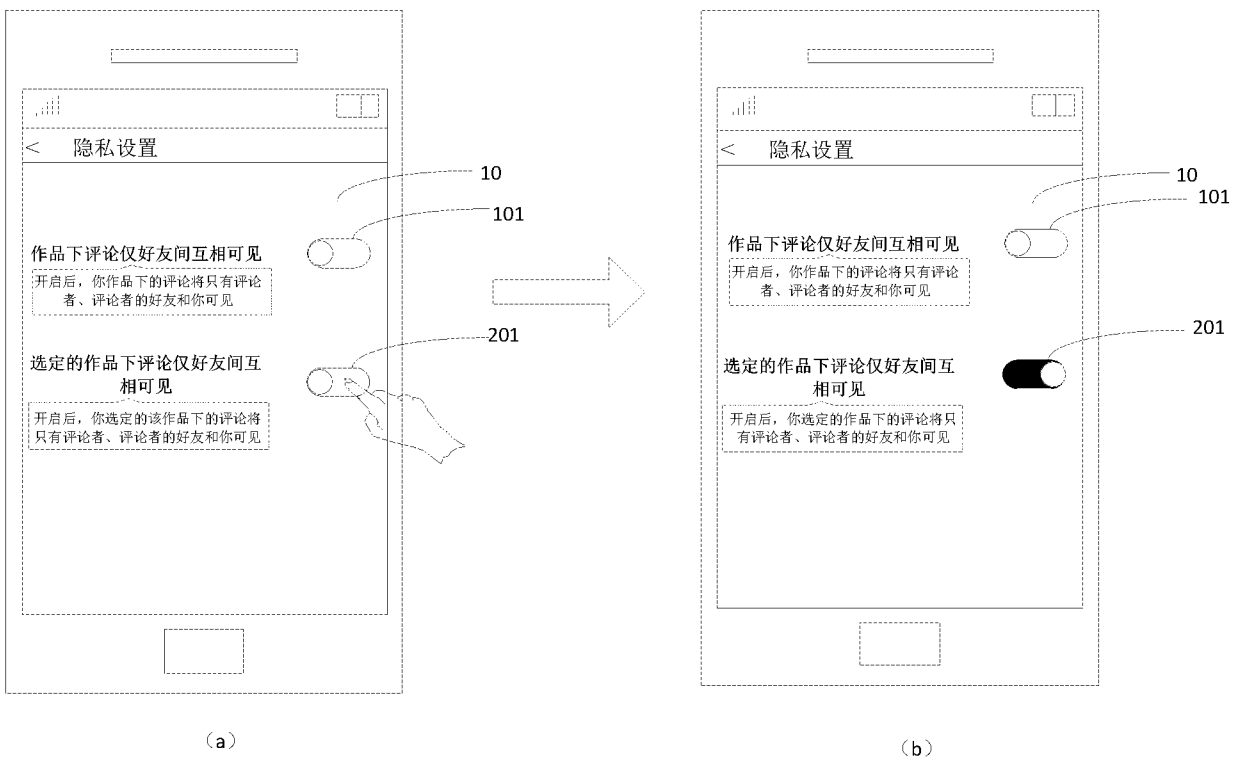 < 隐私设置
10
101
作品下评论仅好友间互相可见
开启后，你作品下的评论将只有评论
者、评论者的好友和你可见
201
选定的作品下评论仅好友间互
相可见
开启后，你选定的该作品下的评论将
只有评论者、评论者的好友和你可见
（a）
< 隐私设置
10
101
作品下评论仅好友间互相可见
开启后，你作品下的评论将只有评论
者、评论者的好友和你可见
201
选定的作品下评论仅好友间互
相可见
开启后，你选定的作品下的评论将只
有评论者、评论者的好友和你可见
（b）